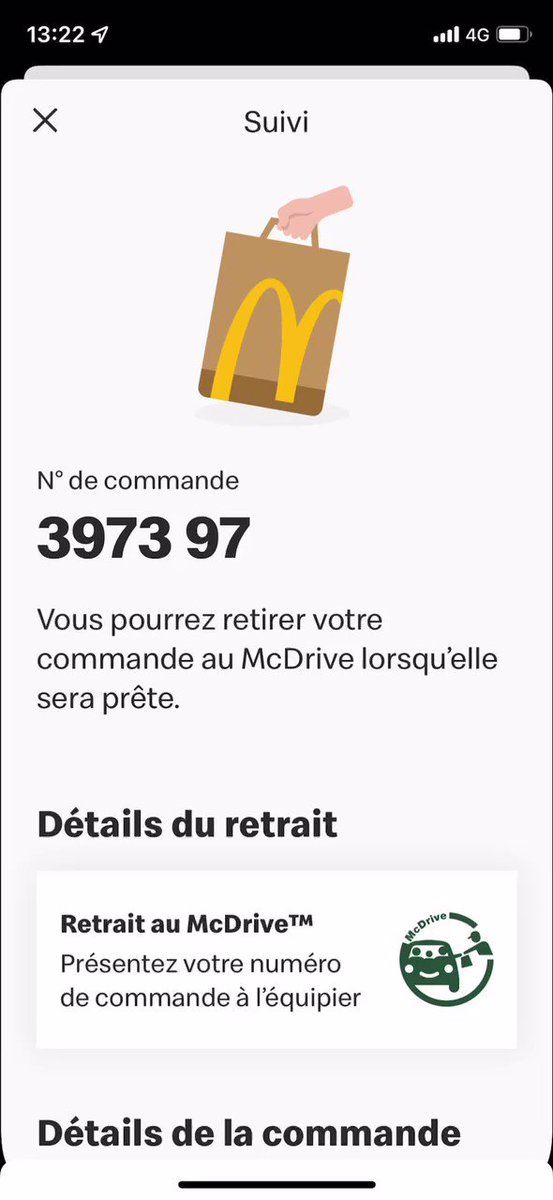 13:22 4G
Suivi
N° de commande
3973 97
Vous pourrez retirer votre
commande au McDrive lorsqu’elle
sera prête.
Détails du retrait
Retrait au McDrive™
Présentez votre numéro
de commande à l’équipier
McDrive
Détails de la commande